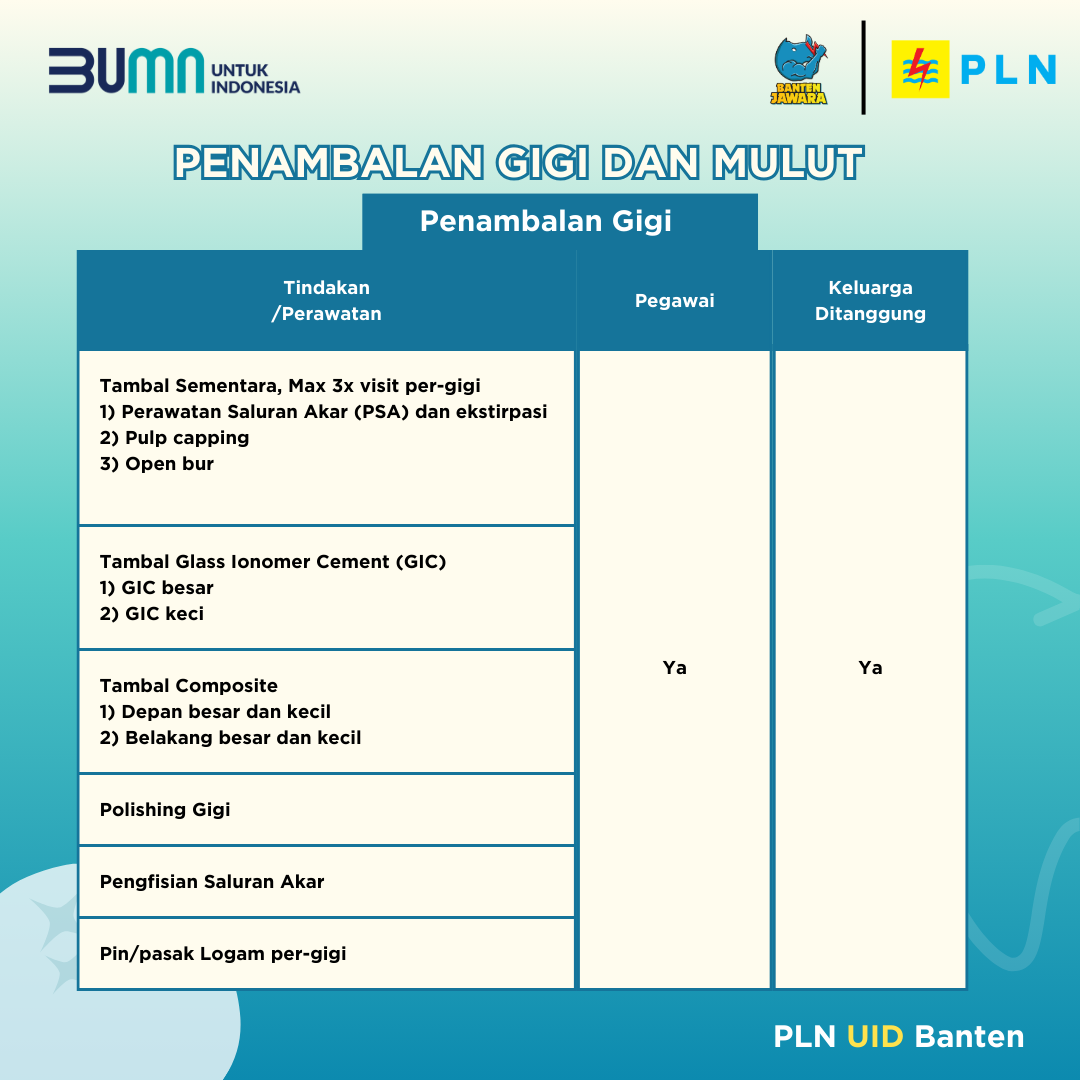 BUMN UNTUK
INDONESIA
BANTEN
JAWARA
PLN
PENAMBALAN GIGI DAN MULUT
Penambalan Gigi
Tindakan
/Perawatan
Pegawai
Keluarga
Ditanggung
Tambal Sementara, Max 3x visit per-gigi
1) Perawatan Saluran Akar (PSA) dan ekstirpasi
2) Pulp capping
3) Open bur
Tambal Glass Ionomer Cement (GIC)
1) GIC besar
2) GIC keci
Ya
Ya
Tambal Composite
1) Depan besar dan kecil
2) Belakang besar dan kecil
Polishing Gigi
Pengfisian Saluran Akar
Pin/pasak Logam per-gigi
PLN UID Banten